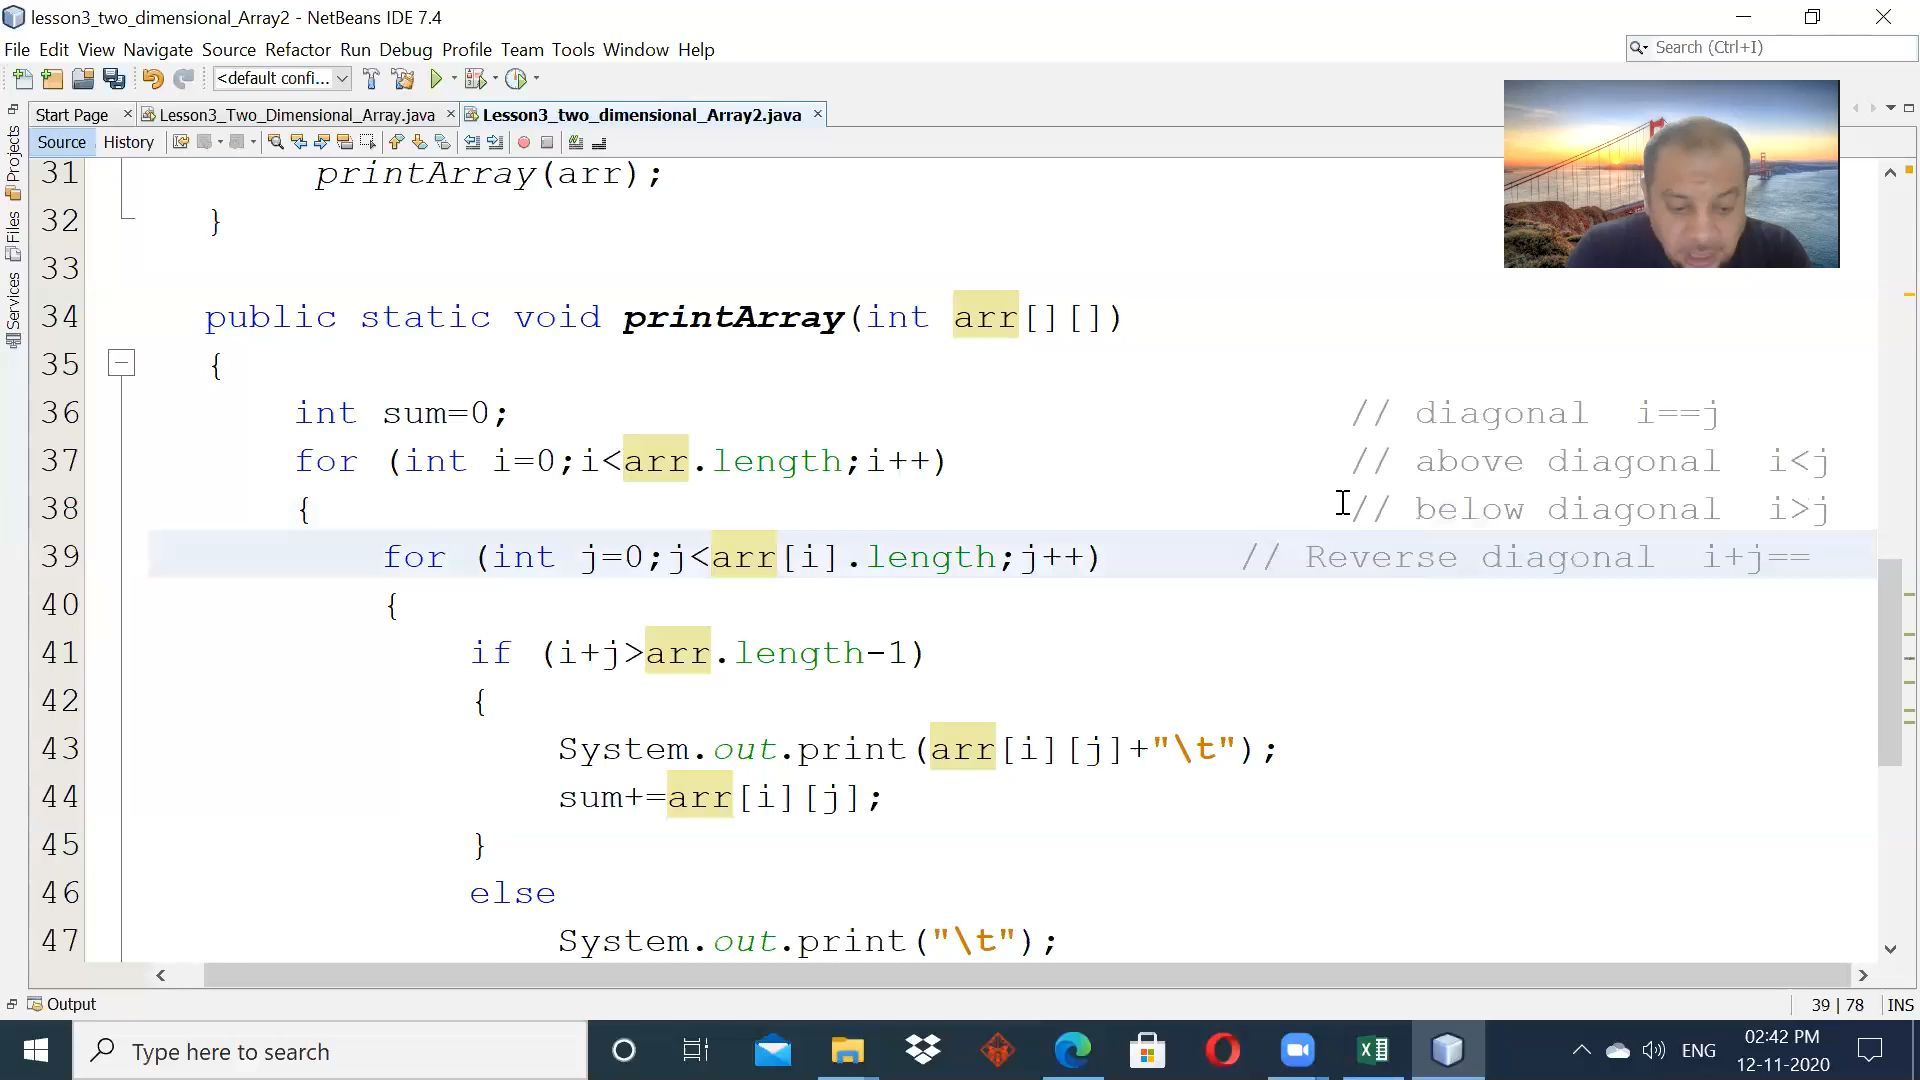 lesson3_two_dimensional_Array2 - NetBeans IDE 7.4
File Edit View Navigate Source Refactor Run Debug Profile Team Tools Window Help
Search (Ctrl+I)
<default confi...
Start Page Lesson3_Two_Dimensional_Array.java Lesson3_two_dimensional_Array2.java
Source History
Projects
Files
Services
31 printArray(arr);
32 }
33
34 public static void printArray(int arr[][])
35 {
36 int sum=0; // diagonal i==j
37 for (int i=0;i<arr.length;i++) // above diagonal i<j
38 { // below diagonal i>j
39 for (int j=0;j<arr[i].length;j++) // Reverse diagonal i+j==
40 {
41 if (i+j>arr.length-1)
42 {
43 System.out.print(arr[i][j]+"\t");
44 sum+=arr[i][j];
45 }
46 else
47 System.out.print("\t");
Output
39 | 78 INS
Type here to search
ENG
02:42 PM
12-11-2020